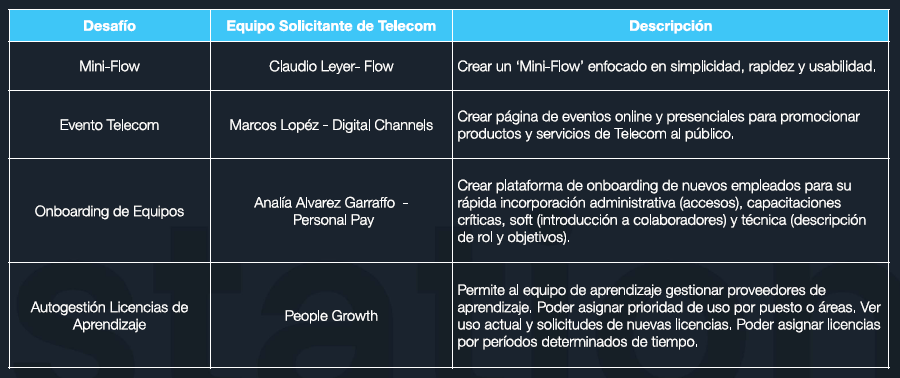 Desafío
Equipo Solicitante de Telecom
Descripción
Mini-Flow
Claudio Leyer- Flow
Crear un ‘Mini-Flow’ enfocado en simplicidad, rapidez y usabilidad.
Evento Telecom
Marcos Lopéz - Digital Channels
Crear página de eventos online y presenciales para promocionar
productos y servicios de Telecom al público.
Onboarding de Equipos
Analía Alvarez Garraffo -
Personal Pay
Crear plataforma de onboarding de nuevos empleados para su
rápida incorporación administrativa (accesos), capacitaciones
críticas, soft (introducción a colaboradores) y técnica (descripción
de rol y objetivos).
Autogestión Licencias de
Aprendizaje
People Growth
Permite al equipo de aprendizaje gestionar proveedores de
aprendizaje. Poder asignar prioridad de uso por puesto o áreas. Ver
uso actual y solicitudes de nuevas licencias. Poder asignar licencias
por períodos determinados de tiempo.
station